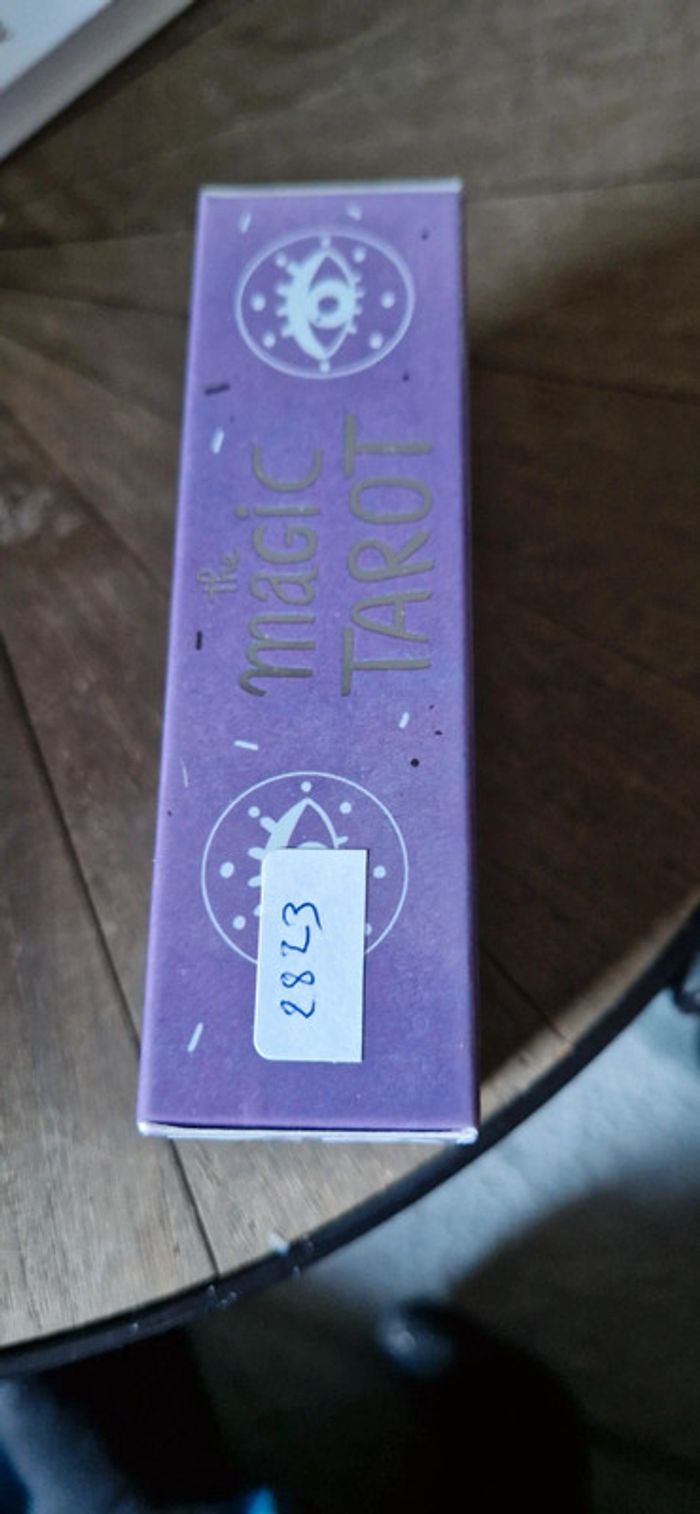 the
magic
TAROT
2823